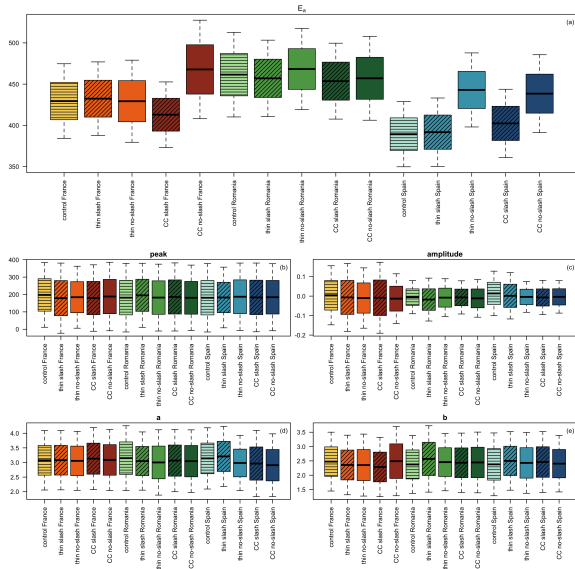 E_a
(a)
500
450
400
350
control France
thin slash France
thin no-slash France
CC slash France
CC no-slash France
control Romania
thin slash Romania
thin no-slash Romania
CC slash Romania
CC no-slash Romania
control Spain
thin slash Spain
thin no-slash Spain
CC slash Spain
CC no-slash Spain
peak
(b)
400
300
200
100
0
control France
thin slash France
thin no-slash France
CC slash France
CC no-slash France
control Romania
thin slash Romania
thin no-slash Romania
CC slash Romania
CC no-slash Romania
control Spain
thin slash Spain
thin no-slash Spain
CC slash Spain
CC no-slash Spain
amplitude
(c)
0.1
0.0
-0.1
-0.2
control France
thin slash France
thin no-slash France
CC slash France
CC no-slash France
control Romania
thin slash Romania
thin no-slash Romania
CC slash Romania
CC no-slash Romania
control Spain
thin slash Spain
thin no-slash Spain
CC slash Spain
CC no-slash Spain
a
(d)
4.0
3.5
3.0
2.5
2.0
control France
thin slash France
thin no-slash France
CC slash France
CC no-slash France
control Romania
thin slash Romania
thin no-slash Romania
CC slash Romania
CC no-slash Romania
control Spain
thin slash Spain
thin no-slash Spain
CC slash Spain
CC no-slash Spain
b
(e)
3.5
3.0
2.5
2.0
1.5
control France
thin slash France
thin no-slash France
CC slash France
CC no-slash France
control Romania
thin slash Romania
thin no-slash Romania
CC slash Romania
CC no-slash Romania
control Spain
thin slash Spain
thin no-slash Spain
CC slash Spain
CC no-slash Spain